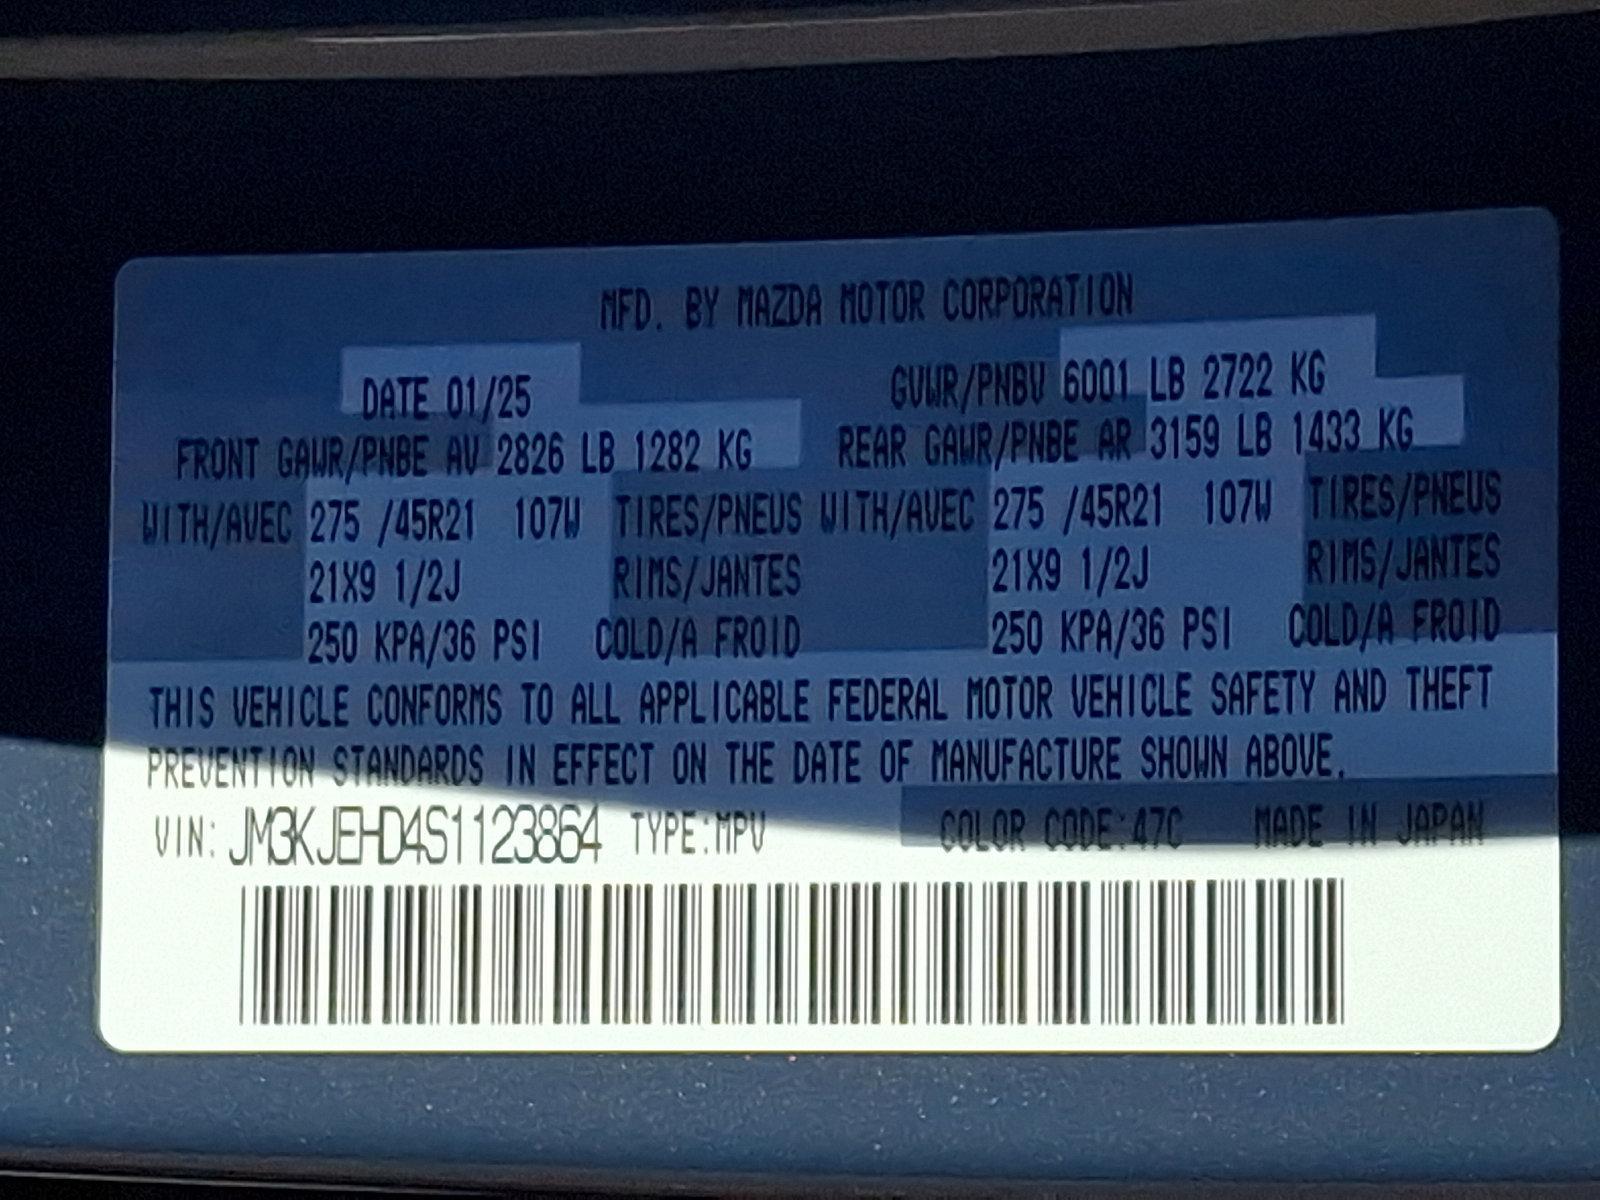 MFD. BY MAZDA MOTOR CORPORATION
DATE 01/25 GVWR/PNBV 6001 LB 2722 KG
FRONT GAWR/PNBE AV 2826 LB 1282 KG REAR GAWR/PNBE AR 3159 LB 1433 KG
WITH/AVEC 275 /45R21 107W TIRES/PNEUS WITH/AVEC 275 /45R21 107W TIRES/PNEUS
21X9 1/2J RIMS/JANTES 21X9 1/2J RIMS/JANTES
250 KPA/36 PSI COLD/A FROID 250 KPA/36 PSI COLD/A FROID
THIS VEHICLE CONFORMS TO ALL APPLICABLE FEDERAL MOTOR VEHICLE SAFETY AND THEFT
PREVENTION STANDARDS IN EFFECT ON THE DATE OF MANUFACTURE SHOWN ABOVE.
VIN: JM3KJEHD4S1123864 TYPE:MPV COLOR CODE:47C MADE IN JAPAN